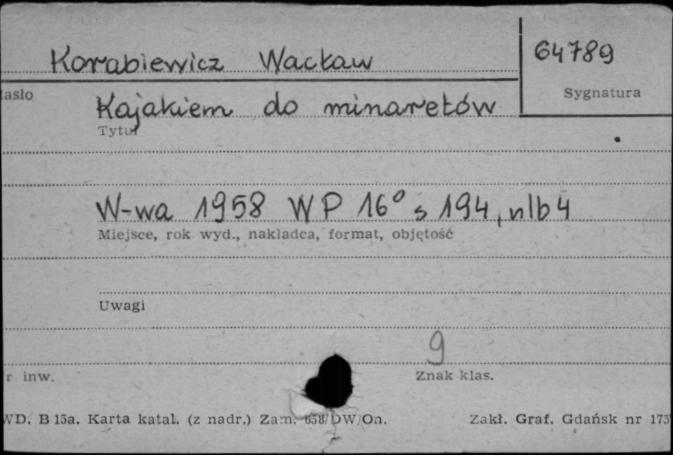 Korabiewicz Wacław
64789
asło
Sygnatura
Kajakiem do minaretów
Tytuł
W-wa 1958 WP 16° s 194, nlb 4
Miejsce, rok wyd., nakładca, format, objętość
Uwagi
9
r inw.
Znak klas.
WD. B 15a. Karta katal. (z nadr.) Zam. 658/DW/On. Zakł. Graf. Gdańsk nr 175